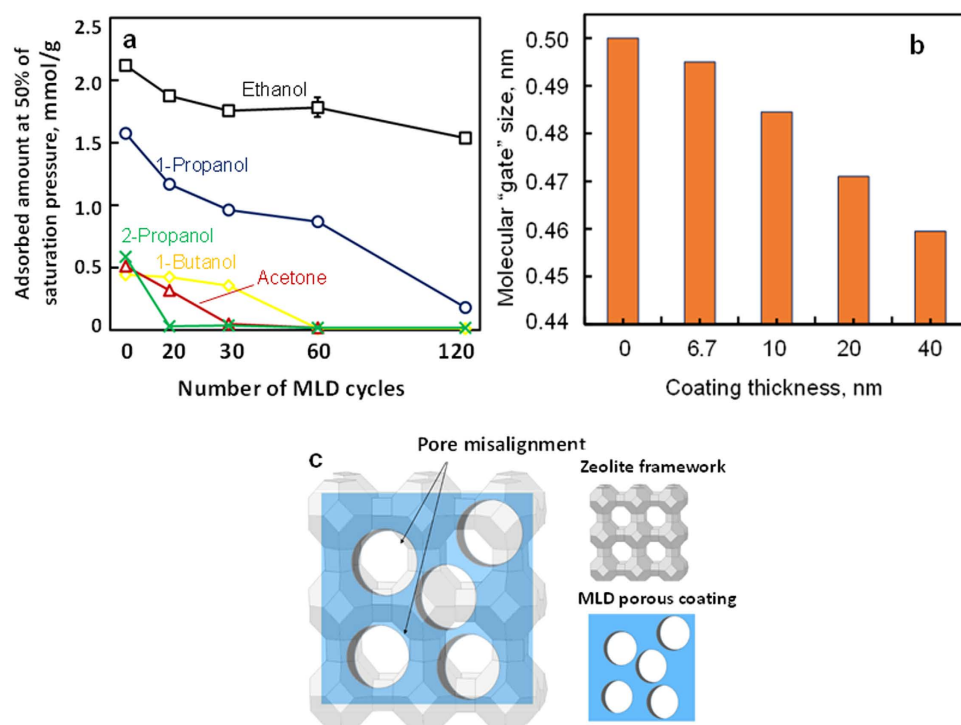 a
Adsorbed amount at 50% of
saturation pressure, mmol/g
2.5
2.0
1.5
1.0
0.5
0
Ethanol
1-Propanol
2-Propanol
1-Butanol
Acetone
0 20 30 60 120
Number of MLD cycles
b
Molecular “gate” size, nm
0.50
0.49
0.48
0.47
0.46
0.45
0.44
0 6.7 10 20 40
Coating thickness, nm
c
Pore misalignment
Zeolite framework
MLD porous coating